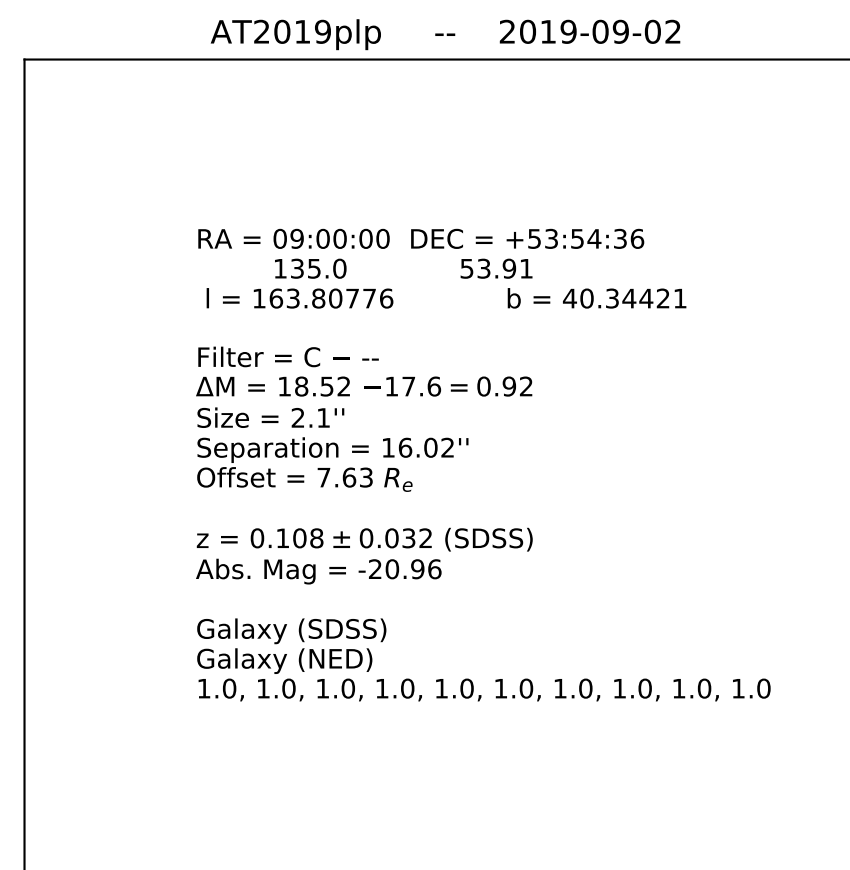 AT2019plp -- 2019-09-02
RA = 09:00:00 DEC = +53:54:36
135.0 53.91
l = 163.80776 b = 40.34421
Filter = C − --
ΔM = 18.52 −17.6 = 0.92
Size = 2.1''
Separation = 16.02''
Offset = 7.63 Rₑ
z = 0.108 ± 0.032 (SDSS)
Abs. Mag = -20.96
Galaxy (SDSS)
Galaxy (NED)
1.0, 1.0, 1.0, 1.0, 1.0, 1.0, 1.0, 1.0, 1.0, 1.0